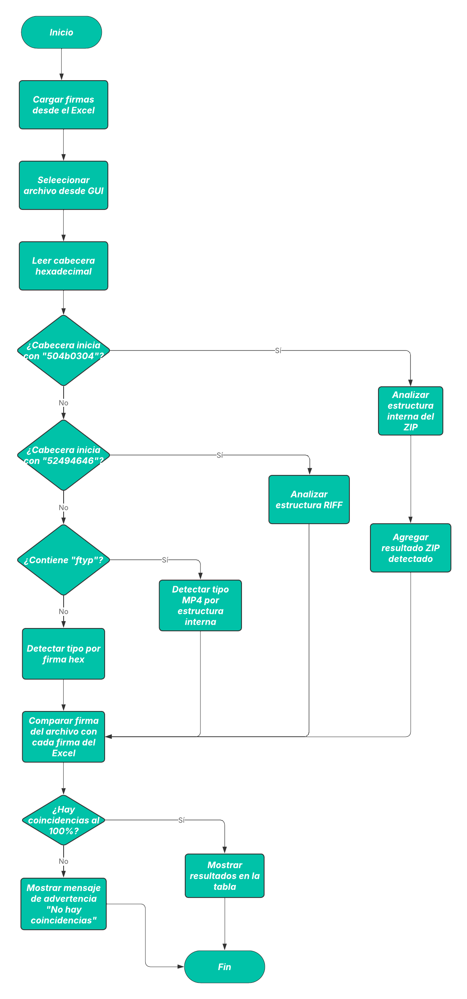 Inicio
Cargar firmas
desde el Excel
Seleecionar
archivo desde GUI
Leer cabecera
hexadecimal
¿Cabecera inicia
con "504b0304"?
Sí
Analizar
estructura
interna del
ZIP
No
¿Cabecera inicia
con "52494646"?
Sí
Analizar
estructura RIFF
No
Agregar
resultado ZIP
detectado
¿Contiene "ftyp"?
Sí
Detectar tipo
MP4 por
estructura
interna
No
Detectar tipo por
firma hex
Comparar firma
del archivo con
cada firma del
Excel
¿Hay
coincidencias al
100%?
Sí
No
Mostrar
resultados en la
tabla
Mostrar mensaje
de advertencia
"No hay
coincidencias"
Fin